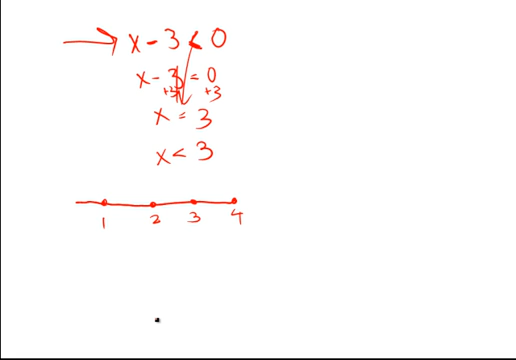 x - 3 < 0
x - 3 = 0
+3 +3
x = 3
x < 3
1 2 3 4